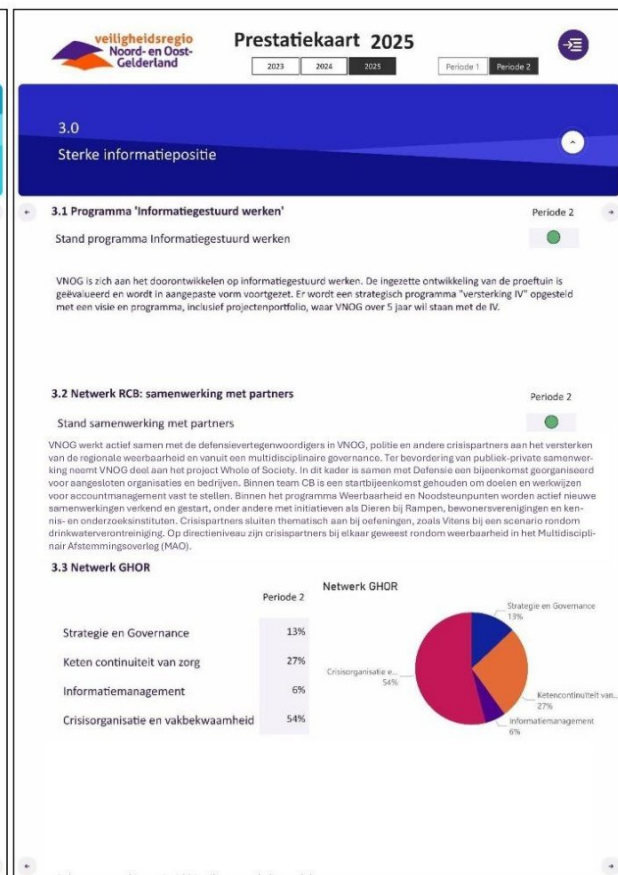 veiligheidsregio
Noord- en Oost-
Gelderland
Prestatiekaart 2025
2023 2024 2025
Periode 1 Periode 2
3.0
Sterke informatiepositie
3.1 Programma 'Informatiegestuurd werken' Periode 2
Stand programma Informatiegestuurd werken
VNOG is zich aan het doorontwikkelen op informatiegestuurd werken. De ingezette ontwikkeling van de proeftuin is
geëvalueerd en wordt in aangepaste vorm voortgezet. Er wordt een strategisch programma "versterking IV" opgesteld
met een visie en programma, inclusief projectenportfolio, waar VNOG over 5 jaar wil staan met de IV.
3.2 Netwerk RCB: samenwerking met partners Periode 2
Stand samenwerking met partners
VNOG werkt actief samen met de defensievertegenwoordigers in VNOG, politie en andere crisispartners aan het versterken
van de regionale weerbaarheid en vanuit een multidisciplinaire governance. Ter bevordering van publiek-private samenwer-
king neemt VNOG deel aan het project Whole of Society. In dit kader is samen met Defensie een bijeenkomst georganiseerd
voor aangesloten organisaties en bedrijven. Binnen team CB is een startbijeenkomst gehouden om doelen en werkwijzen
voor accountmanagement vast te stellen. Binnen het programma Weerbaarheid en Noodsteunpunten worden actief nieuwe
samenwerkingen verkend en gestart, onder andere met initiatieven als Dieren bij Rampen, bewonersverenigingen en ken-
nis- en onderzoeksinstituten. Crisispartners sluiten thematisch aan bij oefeningen, zoals Vitens bij een scenario rondom
drinkwaterverontreiniging. Op directieniveau zijn crisispartners bij elkaar geweest rondom weerbaarheid in het Multidiscipli-
nair Afstemmingsoverleg (MAO).
3.3 Netwerk GHOR
Periode 2
Strategie en Governance 13%
Keten continuïteit van zorg 27%
Informatiemanagement 6%
Crisisorganisatie en vakbekwaamheid 54%
Netwerk GHOR
Strategie en Governance
13%
Crisisorganisatie e...
54%
Ketencontinuïteit van...
27%
Informatiemanagement
6%